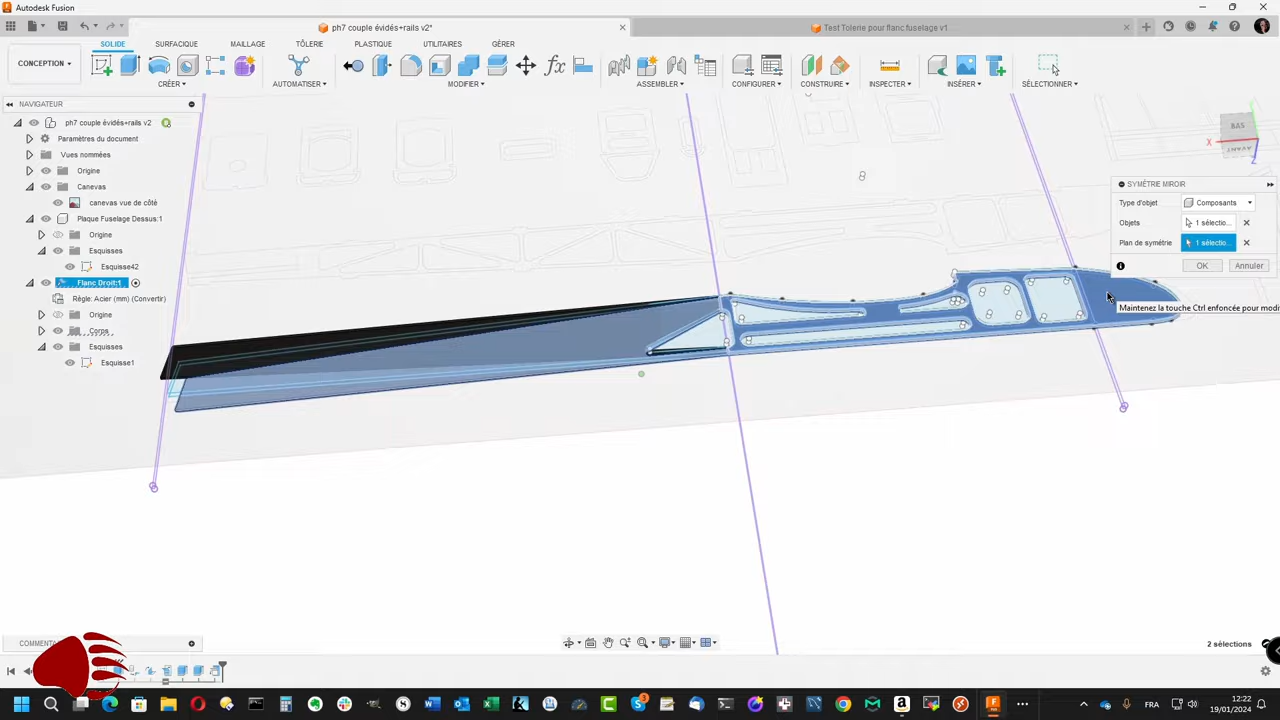 Autodesk Fusion
ph7 couple évidés+rails v2*
Test Tolerie pour flanc fuselage v1
CONCEPTION
SOLIDE
SURFACIQUE
MAILLAGE
TÔLERIE
PLASTIQUE
UTILITAIRES
GÉRER
CRÉER
AUTOMATISER
MODIFIER
ASSEMBLER
CONFIGURER
CONSTRUIRE
INSPECTER
INSÉRER
SÉLECTIONNER
NAVIGATEUR
ph7 couple évidés+rails v2
Paramètres du document
Vues nommées
Origine
Canevas
canevas vue de côté
Plaque Fuselage Dessus:1
Origine
Esquisses
Esquisse42
Flanc Droit:1
Règle: Acier (mm) (Convertir)
Origine
Corps
Esquisses
Esquisse1
BAS
AVANT
X
Z
SYMÉTRIE MIROIR
Type d'objet
Composants
Objets
1 sélectio...
Plan de symétrie
1 sélectio...
OK
Annuler
Maintenez la touche Ctrl enfoncée pour modi
COMMENTA
2 sélections
FRA
12:22
19/01/2024